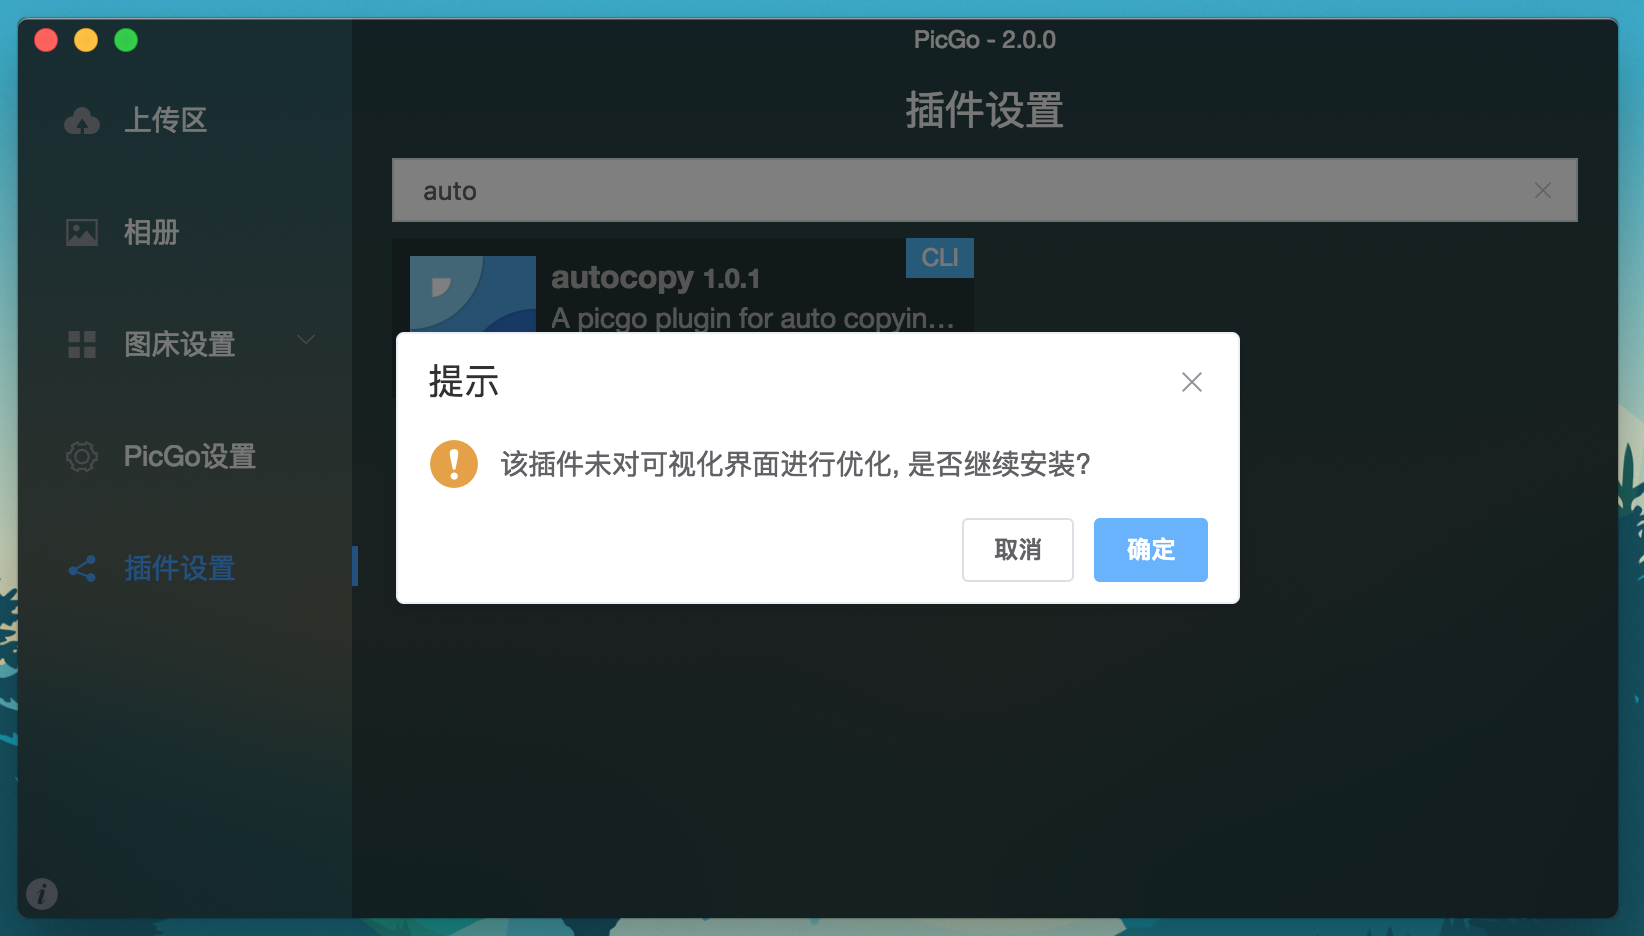 PicGo - 2.0.0
上传区
相册
图床设置
PicGo设置
插件设置
插件设置
auto
CLI
autocopy 1.0.1
A picgo plugin for auto copyin...
提示
该插件未对可视化界面进行优化, 是否继续安装?
取消
确定
i